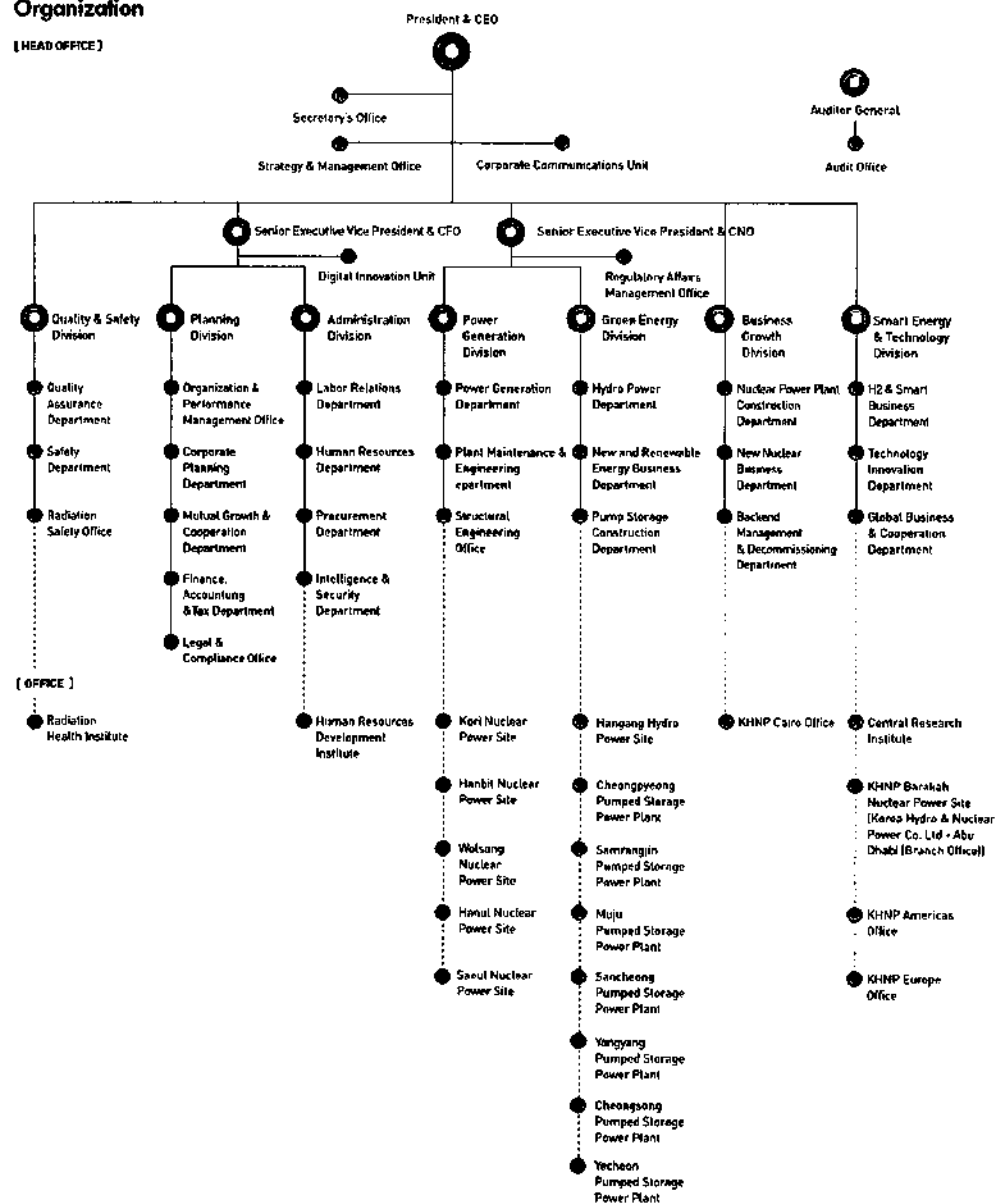 Organization
[ HEAD OFFICE ]
President & CEO
Secretary's Office
Strategy & Management Office
Corporate Communications Unit
Auditor General
Audit Office
Senior Executive Vice President & CFO
Digital Innovation Unit
Senior Executive Vice President & CNO
Regulatory Affairs
Management Office
Quality & Safety
Division
Quality
Assurance
Department
Safety
Department
Radiation
Safety Office
Planning
Division
Organization &
Performance
Management Office
Corporate
Planning
Department
Mutual Growth &
Cooperation
Department
Finance,
Accounting
& Tax Department
Legal &
Compliance Office
Administration
Division
Labor Relations
Department
Human Resources
Department
Procurement
Department
Intelligence &
Security
Department
Power
Generation
Division
Power Generation
Department
Plant Maintenance &
Engineering
epartment
Structural
Engineering
Office
Green Energy
Division
Hydro Power
Department
New and Renewable
Energy Business
Department
Pump Storage
Construction
Department
Business
Growth
Division
Nuclear Power Plant
Construction
Department
New Nuclear
Business
Department
Backend
Management
& Decommissioning
Department
Smart Energy
& Technology
Division
H2 & Smart
Business
Department
Technology
Innovation
Department
Global Business
& Cooperation
Department
[ OFFICE ]
Radiation
Health Institute
Human Resources
Development
Institute
Kori Nuclear
Power Site
Hanbit Nuclear
Power Site
Wolsong
Nuclear
Power Site
Hanul Nuclear
Power Site
Saeul Nuclear
Power Site
Hangang Hydro
Power Site
Cheongpyeong
Pumped Storage
Power Plant
Samrangjin
Pumped Storage
Power Plant
Muju
Pumped Storage
Power Plant
Sancheong
Pumped Storage
Power Plant
Yangyang
Pumped Storage
Power Plant
Cheongsong
Pumped Storage
Power Plant
Yecheon
Pumped Storage
Power Plant
KHNP Cairo Office
Central Research
Institute
KHNP Barakah
Nuclear Power Site
(Korea Hydro & Nuclear
Power Co. Ltd - Abu
Dhabi (Branch Office))
KHNP Americas
Office
KHNP Europe
Office